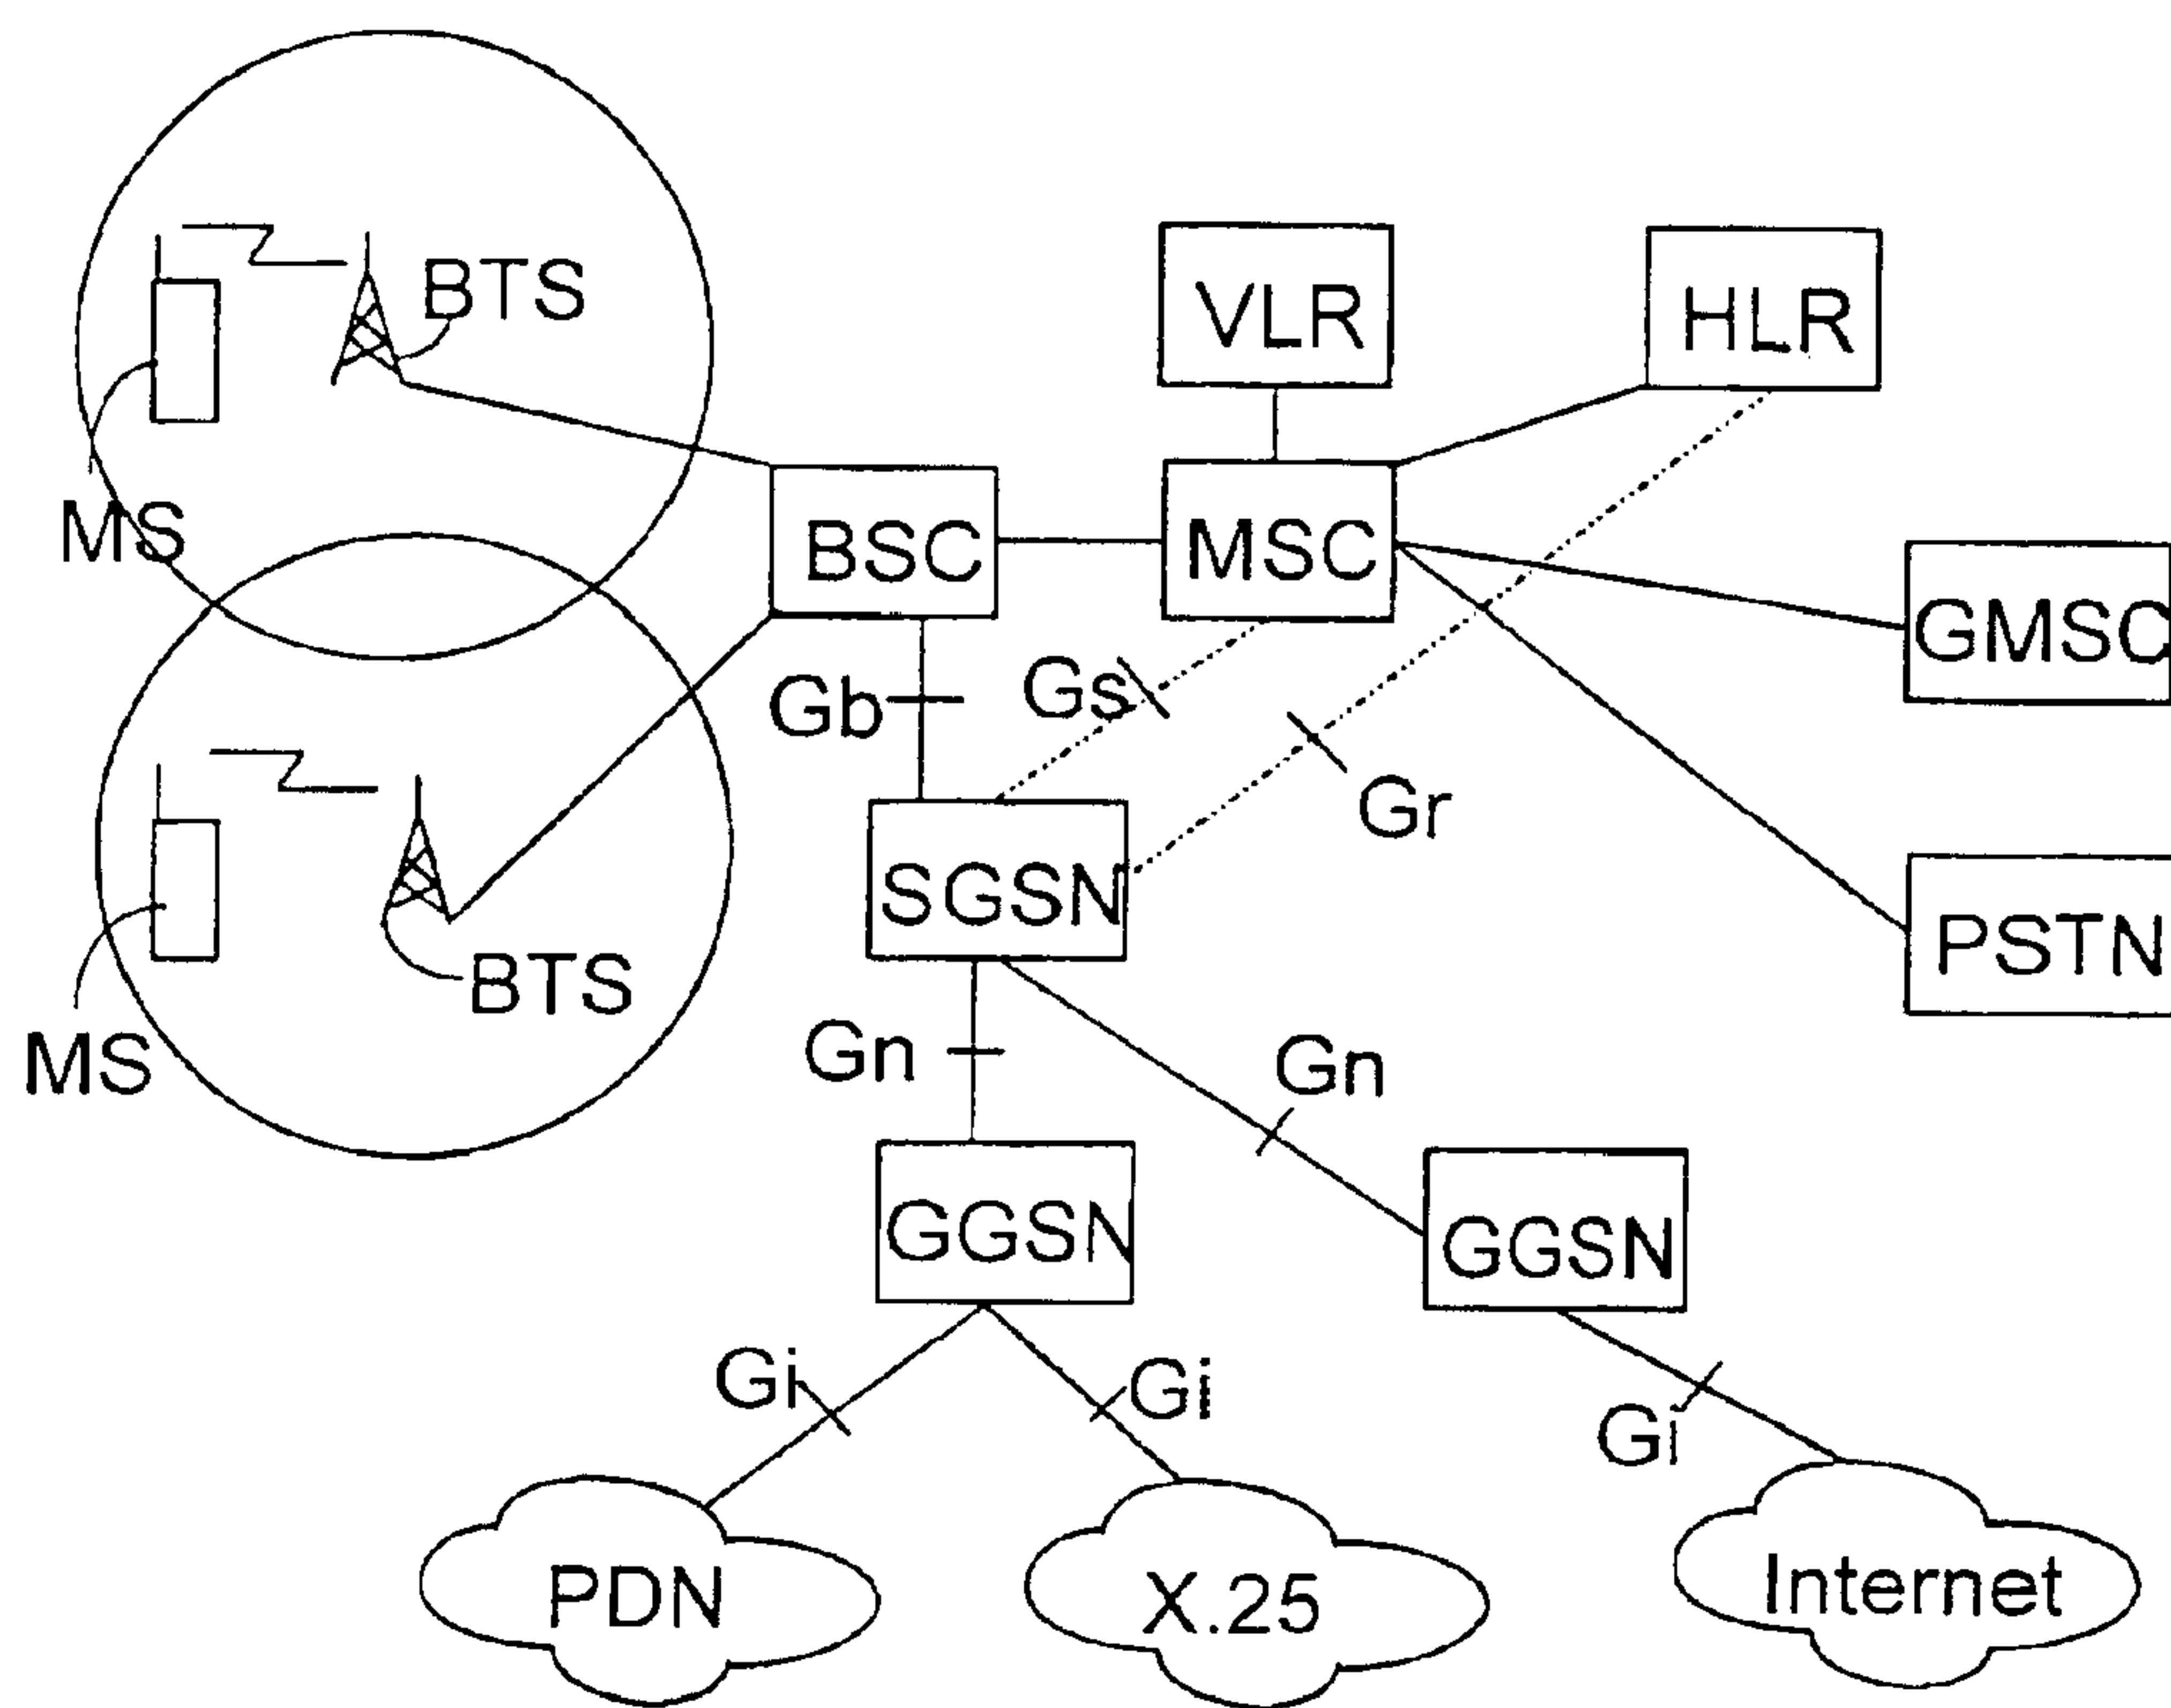 BTS
VLR
HLR
MS
BSC
MSC
GMSC
Gb
Gs
Gr
SGSN
PSTN
BTS
MS
Gn
Gn
GGSN
GGSN
Gi
Gi
Gi
PDN
X.25
Internet